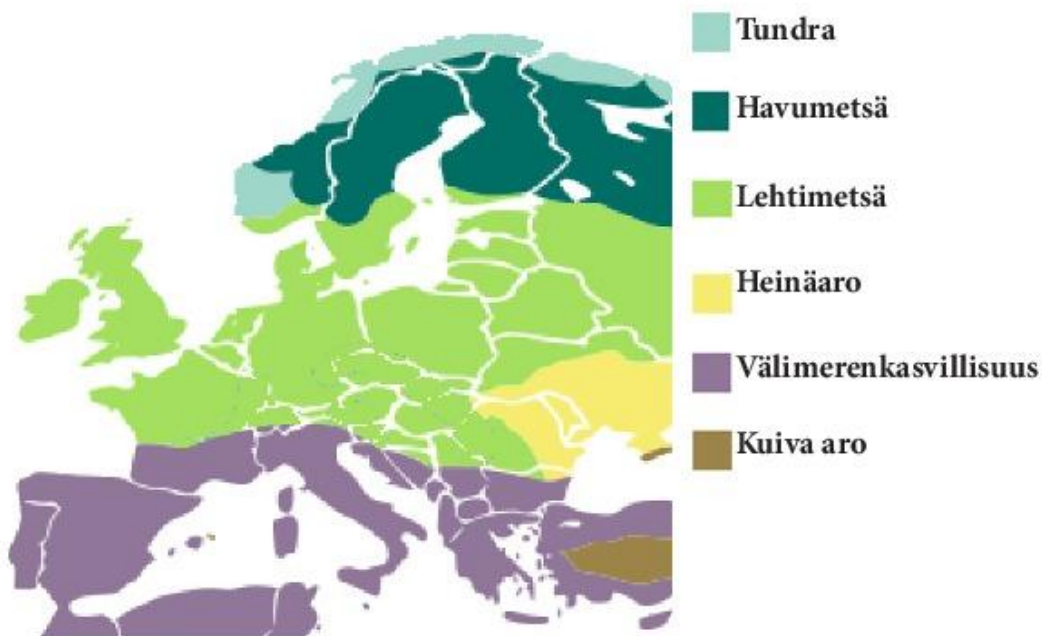 Tundra
Havumetsä
Lehtimetsä
Heinäaro
Välimerenkasvillisuus
Kuiva aro